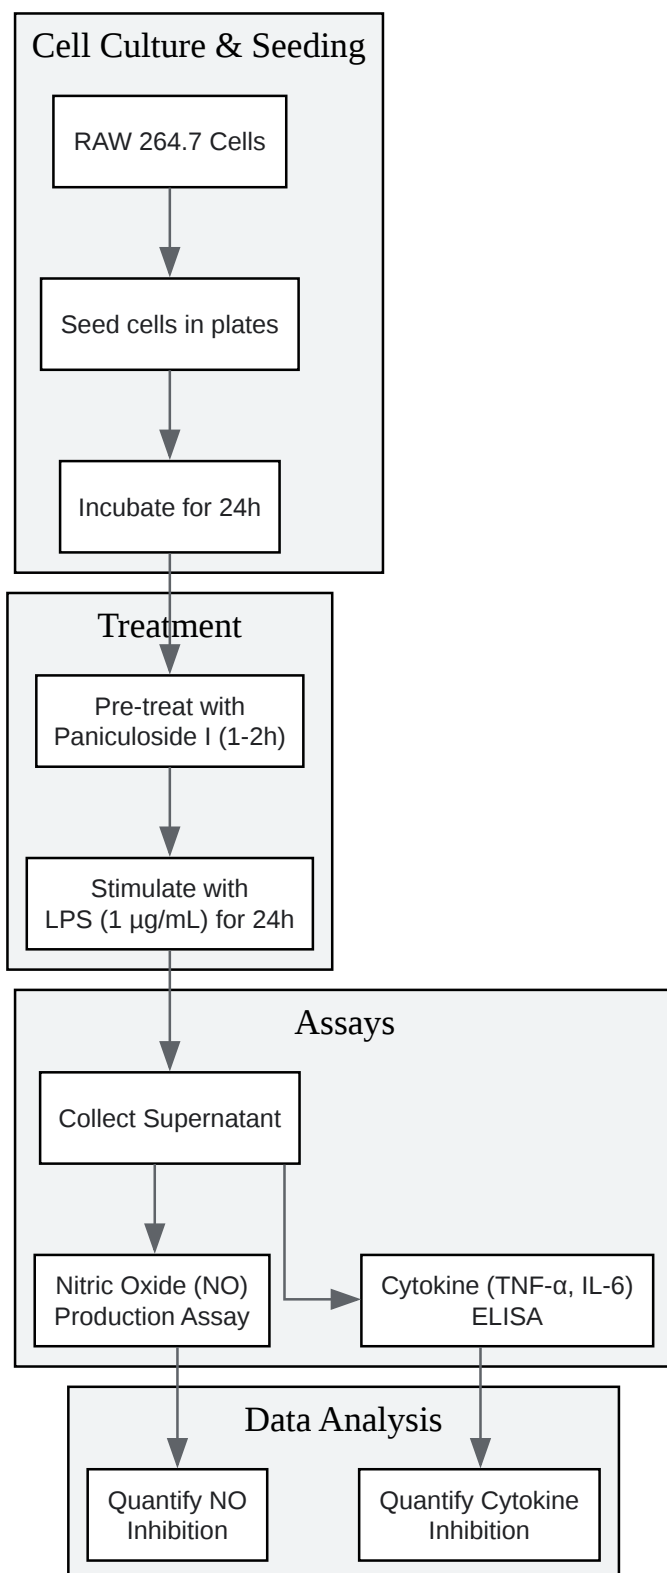 Cell Culture & Seeding
RAW 264.7 Cells
Seed cells in plates
Incubate for 24h
Treatment
Pre-treat with
Paniculoside I (1-2h)
Stimulate with
LPS (1 µg/mL) for 24h
Assays
Collect Supernatant
Nitric Oxide (NO)
Production Assay
Cytokine (TNF-α, IL-6)
ELISA
Data Analysis
Quantify NO
Inhibition
Quantify Cytokine
Inhibition